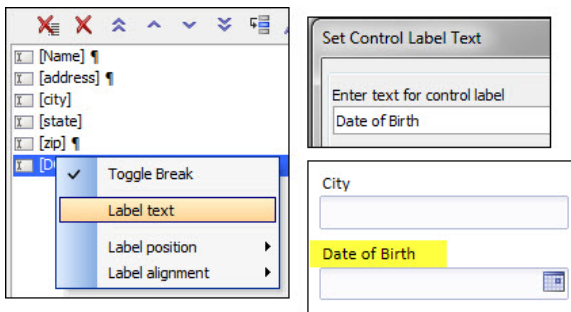 [Name] ¶
[address] ¶
[city]
[state]
[zip] ¶
Toggle Break
Label text
Label position
Label alignment
Set Control Label Text
Enter text for control label
Date of Birth
City
Date of Birth